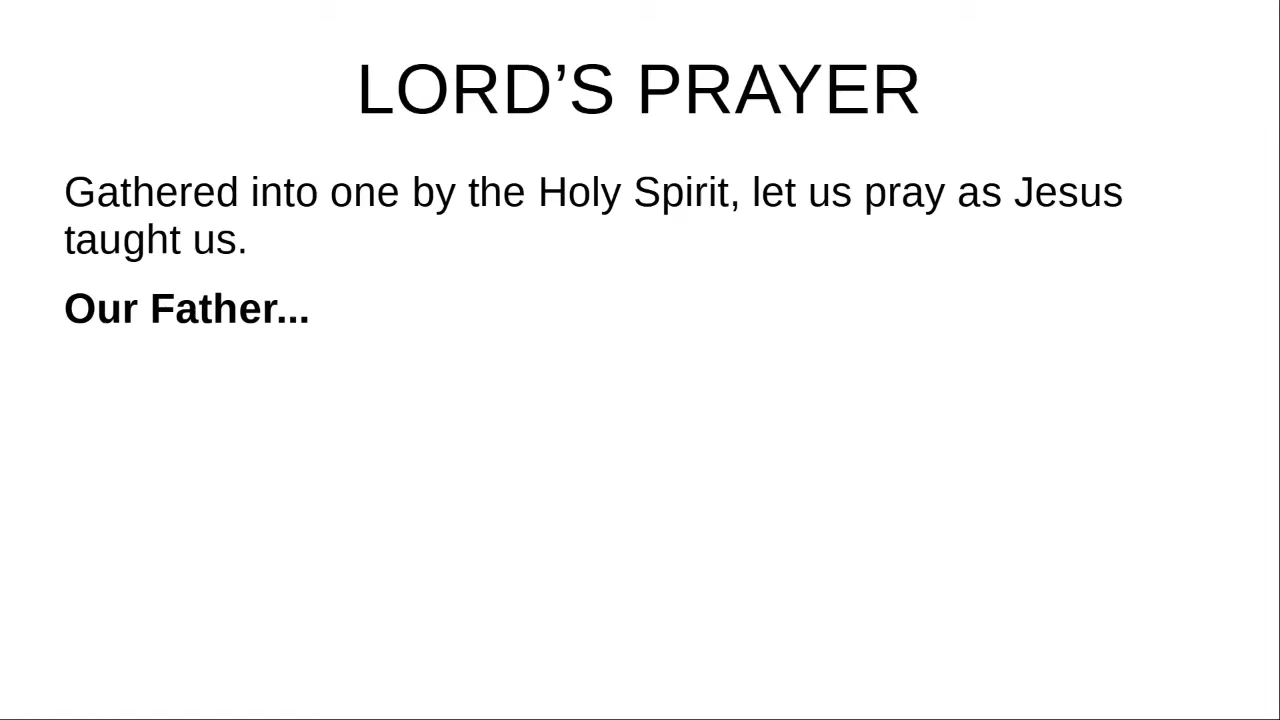 LORD’S PRAYER
Gathered into one by the Holy Spirit, let us pray as Jesus
taught us.
Our Father...